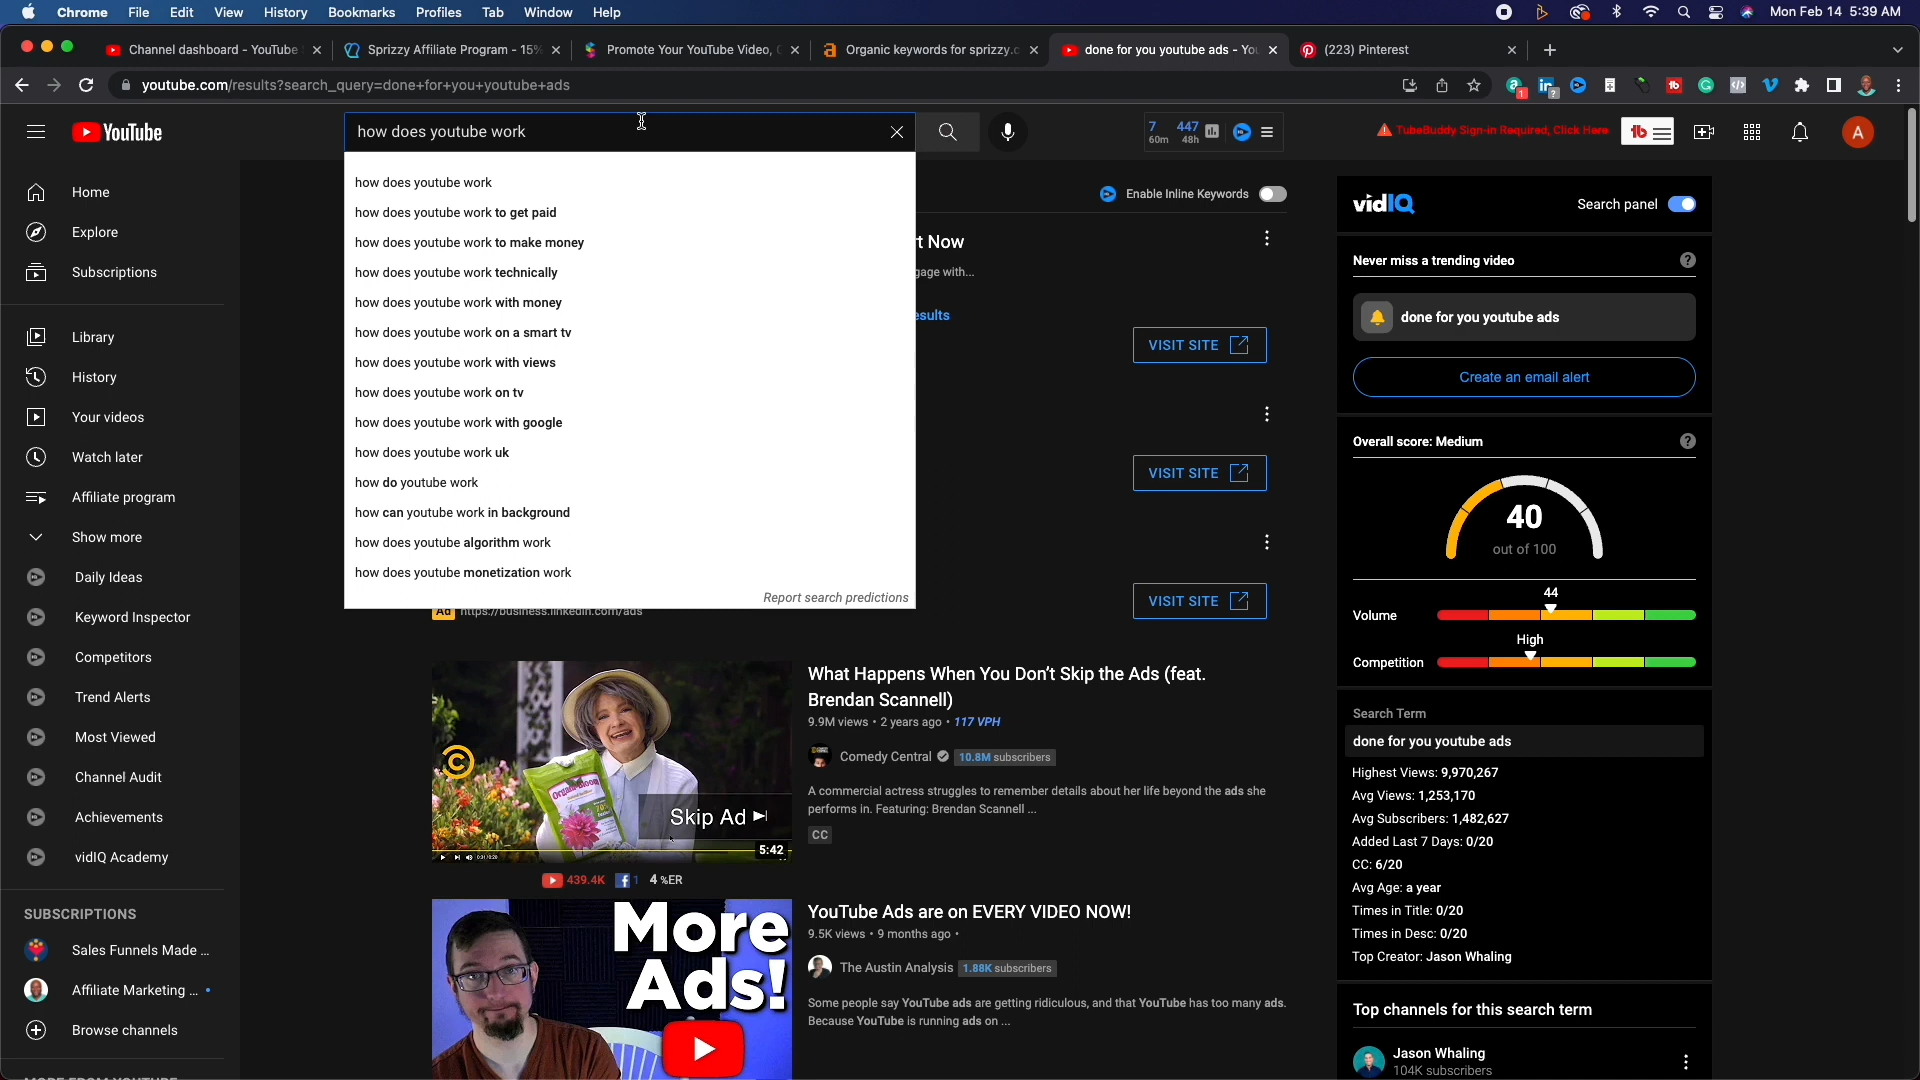 Chrome File Edit View History Bookmarks Profiles Tab Window Help
Mon Feb 14 5:39 AM
Channel dashboard - YouTube
Sprizzy Affiliate Program - 15%
Promote Your YouTube Video,
Organic keywords for sprizzy.c
done for you youtube ads - You
(223) Pinterest
youtube.com/results?search_query=done+for+you+youtube+ads
YouTube
how does youtube work
7 60m
447 48h
TubeBuddy Sign-in Required, Click Here
tb
A
Home
Explore
Subscriptions
Library
History
Your videos
Watch later
Affiliate program
Show more
Daily Ideas
Keyword Inspector
Competitors
Trend Alerts
Most Viewed
Channel Audit
Achievements
vidIQ Academy
SUBSCRIPTIONS
Sales Funnels Made ...
Affiliate Marketing ...
Browse channels
how does youtube work
how does youtube work to get paid
how does youtube work to make money
how does youtube work technically
how does youtube work with money
how does youtube work on a smart tv
how does youtube work with views
how does youtube work on tv
how does youtube work with google
how does youtube work uk
how do youtube work
how can youtube work in background
how does youtube algorithm work
how does youtube monetization work
Report search predictions
Enable Inline Keywords
t Now
gage with...
esults
VISIT SITE
VISIT SITE
VISIT SITE
Ad https://business.linkedin.com/ads
Organic Bloom
Skip Ad
5:42
439.4K 1 4 %ER
What Happens When You Don't Skip the Ads (feat.
Brendan Scannell)
9.9M views • 2 years ago • 117 VPH
Comedy Central 10.8M subscribers
A commercial actress struggles to remember details about her life beyond the ads she
performs in. Featuring: Brendan Scannell ...
CC
More
Ads!
YouTube Ads are on EVERY VIDEO NOW!
9.5K views • 9 months ago •
The Austin Analysis 1.88K subscribers
Some people say YouTube ads are getting ridiculous, and that YouTube has too many ads.
Because YouTube is running ads on ...
vidIQ
Search panel
Never miss a trending video
done for you youtube ads
Create an email alert
Overall score: Medium
40
out of 100
44
Volume
High
Competition
Search Term
done for you youtube ads
Highest Views: 9,970,267
Avg Views: 1,253,170
Avg Subscribers: 1,482,627
Added Last 7 Days: 0/20
CC: 6/20
Avg Age: a year
Times in Title: 0/20
Times in Desc: 0/20
Top Creator: Jason Whaling
Top channels for this search term
Jason Whaling
104K subscribers